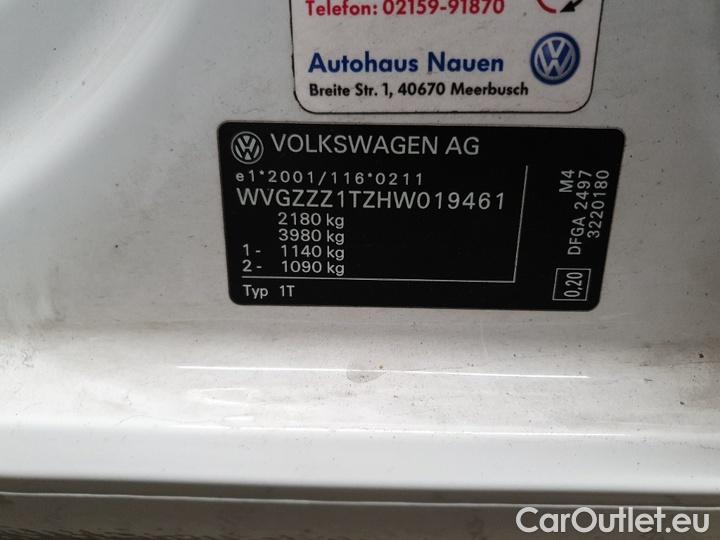 Telefon: 02159-91870
Autohaus Nauen
Breite Str. 1, 40670 Meerbusch
VOLKSWAGEN AG
e1*2001/116*0211
WVGZZZ1TZHW019461
2180 kg
3980 kg
1 - 1140 kg
2 - 1090 kg
Typ 1T
M4
DFGA 2497
3220180
0,20
CarOutlet.eu